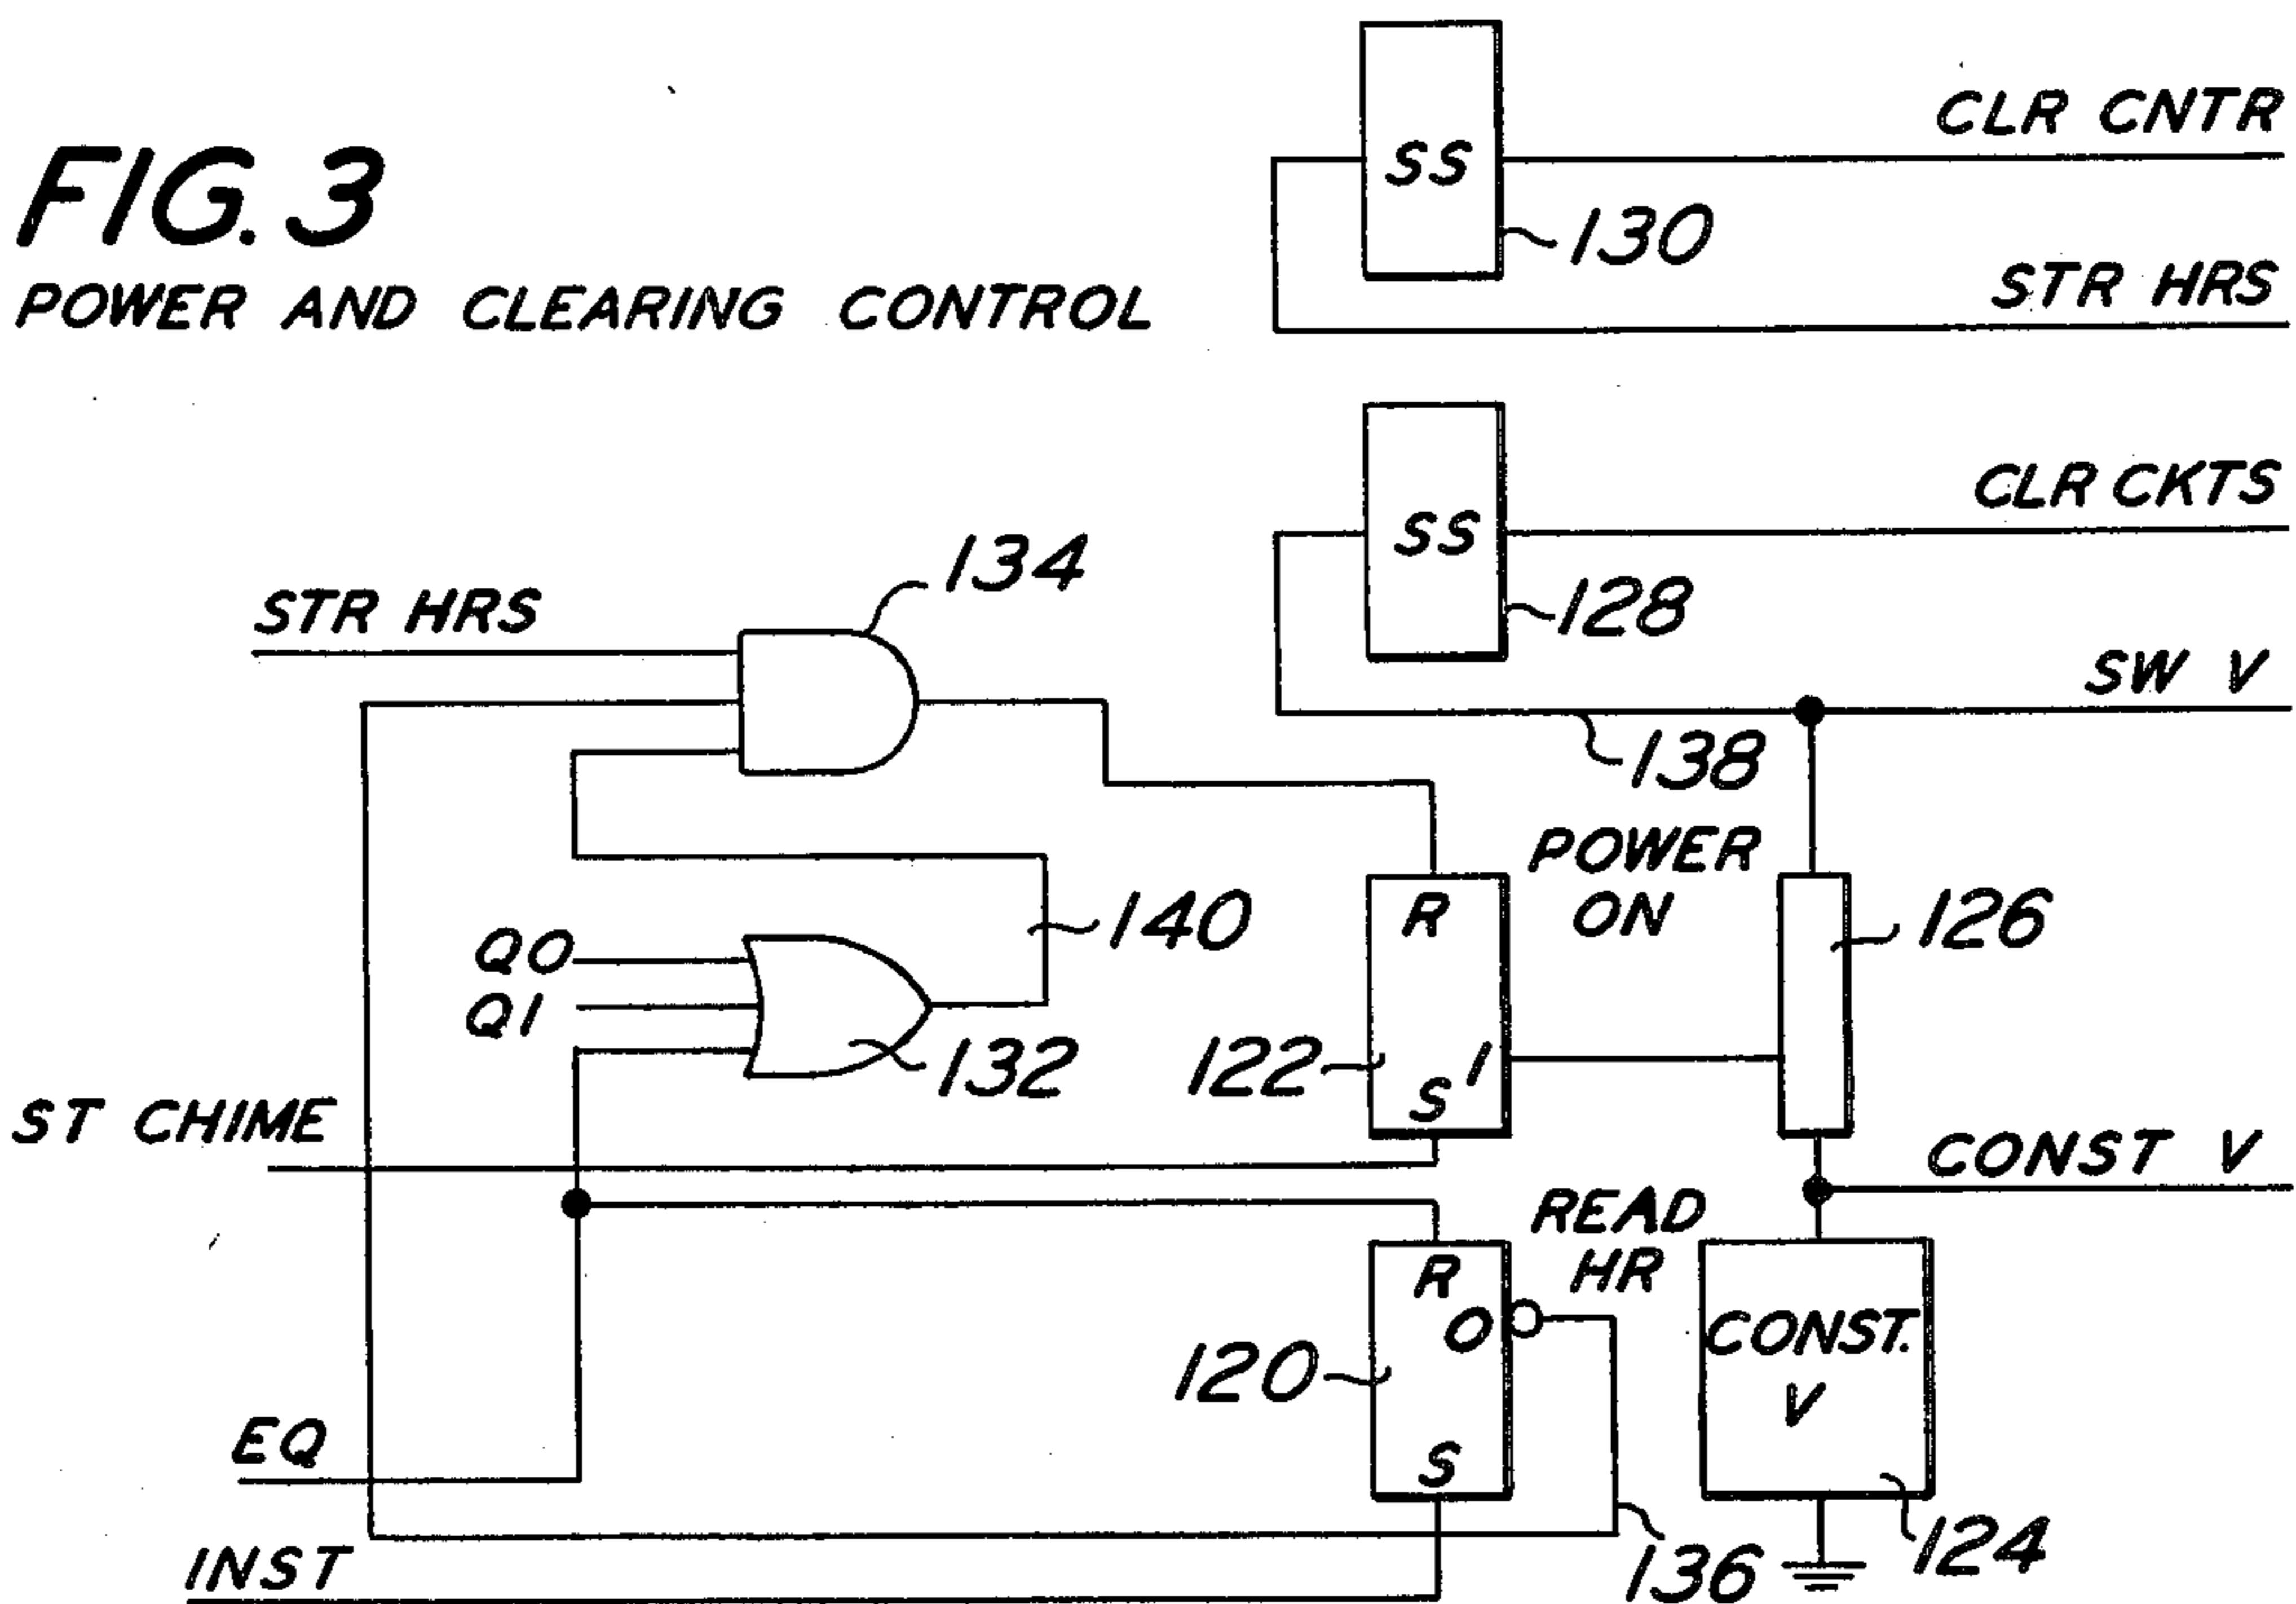 FIG. 3
POWER AND CLEARING CONTROL
SS
130
CLR CNTR
STR HRS
SS
128
CLR CKTS
SW V
138
STR HRS
134
140
Q0
Q1
132
POWER
ON
R
S
1
122
126
ST CHIME
CONST V
READ
HR
R
O
S
120
CONST.
V
124
136
EQ
INST